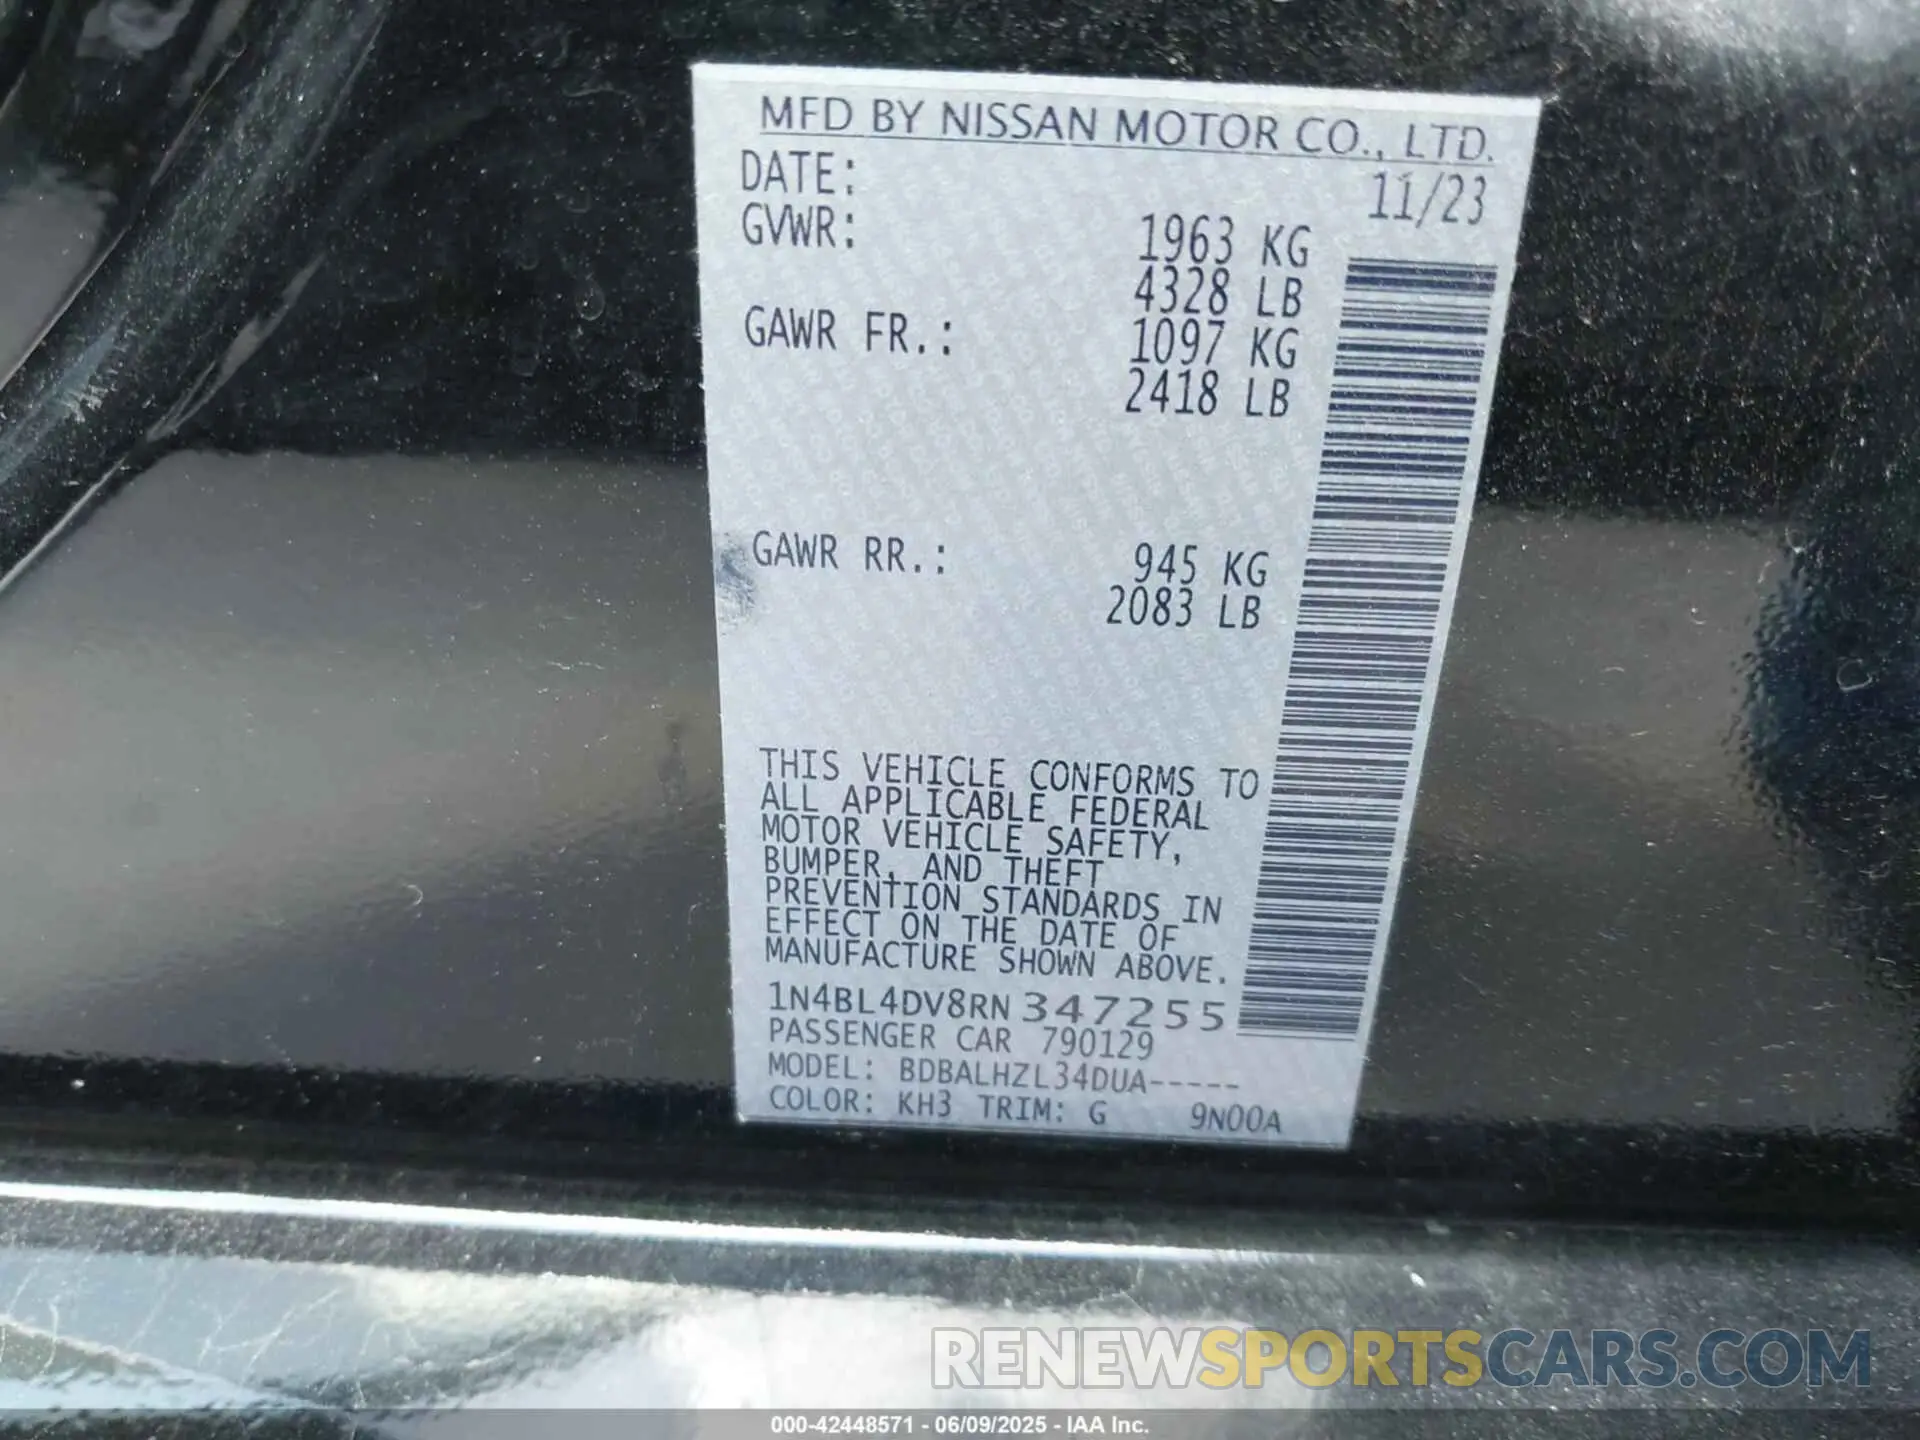 MFD BY NISSAN MOTOR CO., LTD.
DATE: 11/23
GVWR: 1963 KG
4328 LB
GAWR FR.: 1097 KG
2418 LB
GAWR RR.: 945 KG
2083 LB
THIS VEHICLE CONFORMS TO
ALL APPLICABLE FEDERAL
MOTOR VEHICLE SAFETY,
BUMPER, AND THEFT
PREVENTION STANDARDS IN
EFFECT ON THE DATE OF
MANUFACTURE SHOWN ABOVE.
1N4BL4DV8RN347255
PASSENGER CAR 790129
MODEL: BDBALHZL34DUA-----
COLOR: KH3 TRIM: G 9N00A
RENEWSPORTSCARS.COM
000-42448571 - 06/09/2025 - IAA Inc.